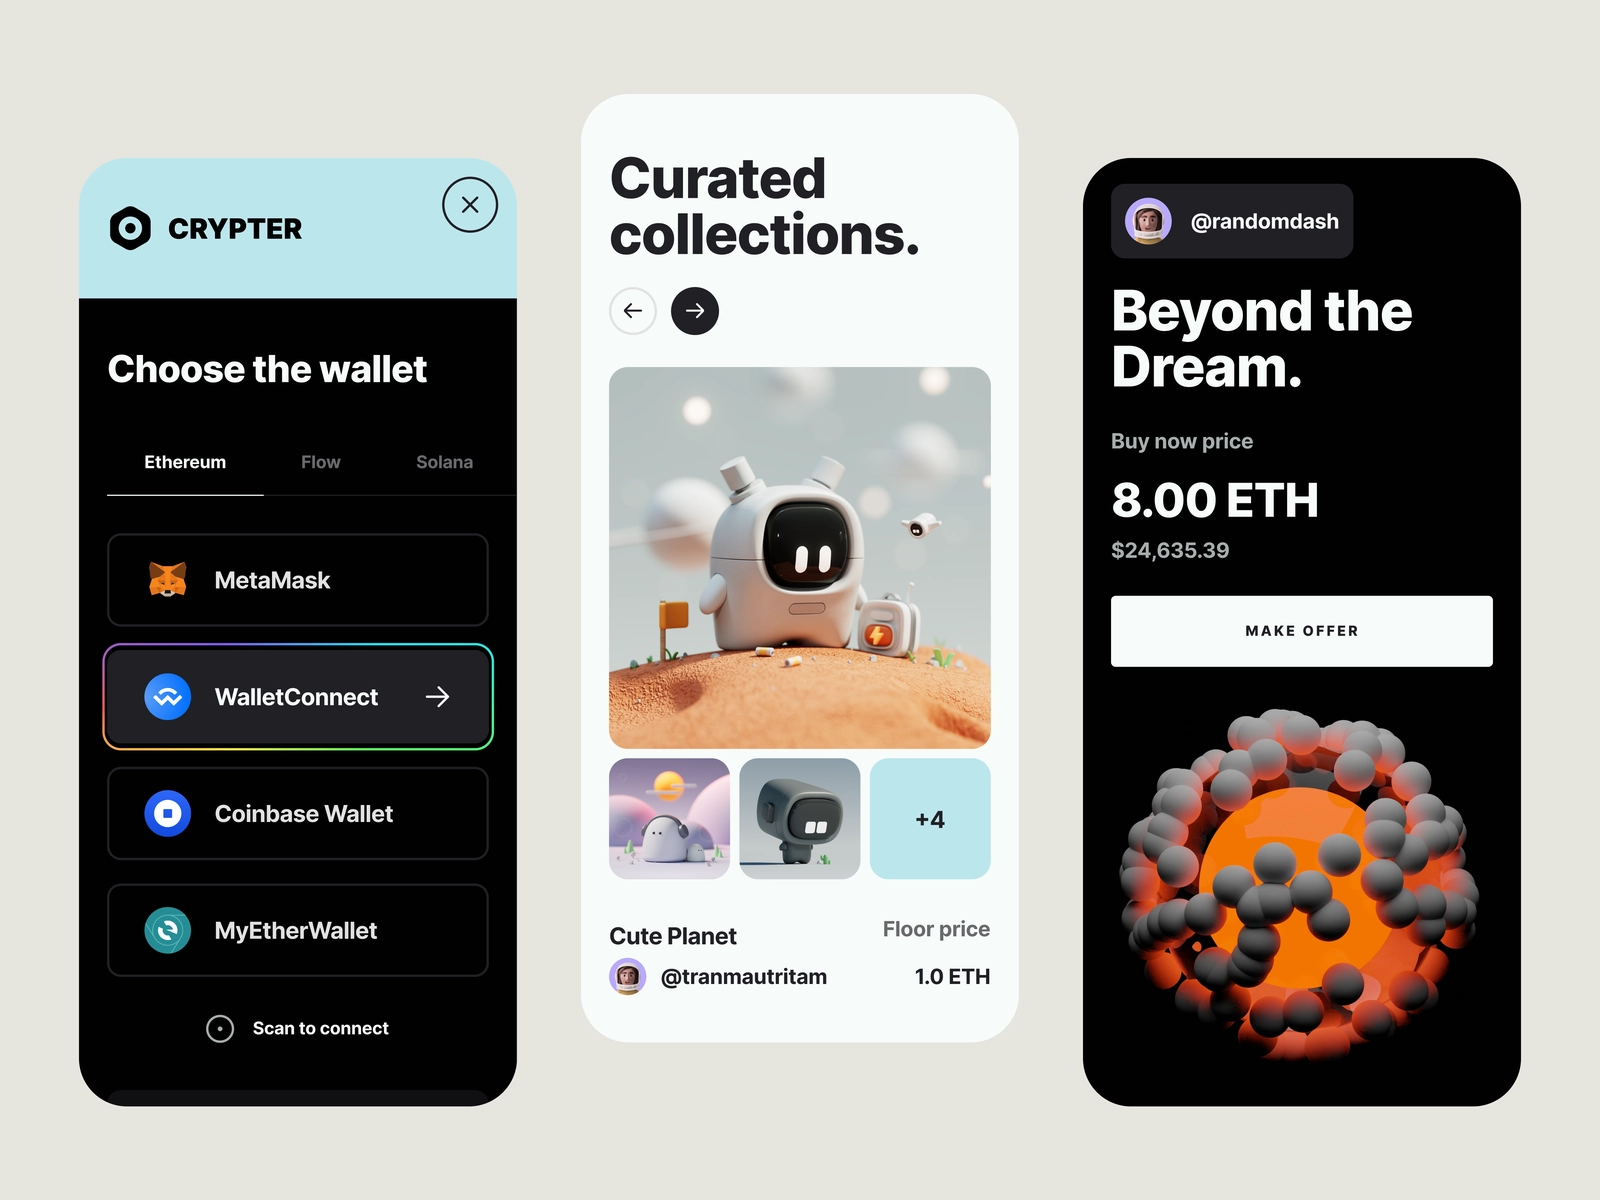 CRYPTER
Choose the wallet
Ethereum Flow Solana
MetaMask
WalletConnect
Coinbase Wallet
MyEtherWallet
Scan to connect
Curated
collections.
+4
Cute Planet
Floor price
@tranmautritam
1.0 ETH
@randomdash
Beyond the
Dream.
Buy now price
8.00 ETH
$24,635.39
MAKE OFFER